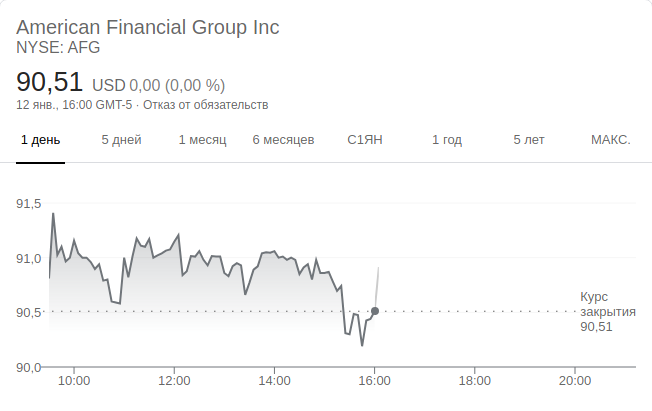 American Financial Group Inc
NYSE: AFG
90,51 USD 0,00 (0,00 %)
12 янв., 16:00 GMT-5 · Отказ от обязательств
1 день 5 дней 1 месяц 6 месяцев С1ЯН 1 год 5 лет МАКС.
91,5
91,0
90,5
90,0
Курс
закрытия
90,51
10:00 12:00 14:00 16:00 18:00 20:00